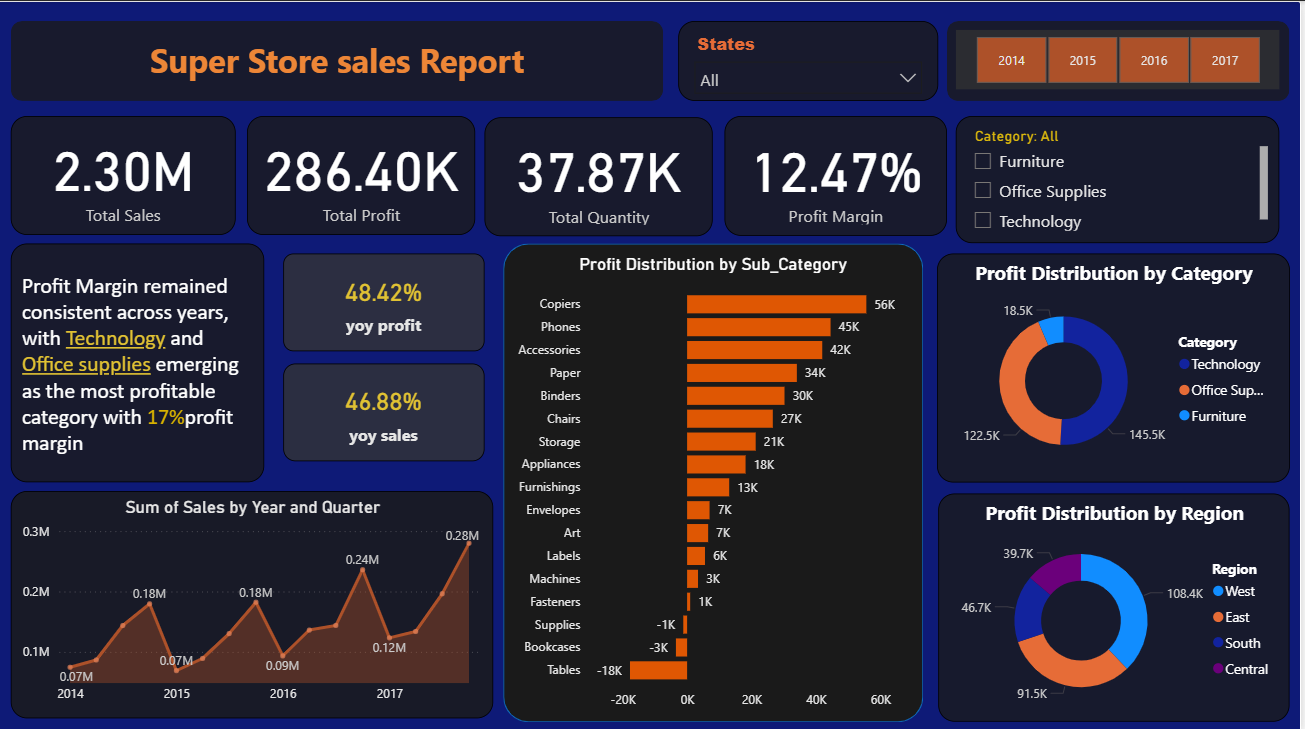 Super Store sales Report
States
All
2014 2015 2016 2017
2.30M
Total Sales
286.40K
Total Profit
37.87K
Total Quantity
12.47%
Profit Margin
Category: All
Furniture
Office Supplies
Technology
Profit Margin remained
consistent across years,
with Technology and
Office supplies emerging
as the most profitable
category with 17%profit
margin
48.42%
yoy profit
46.88%
yoy sales
Profit Distribution by Sub_Category
Copiers 56K
Phones 45K
Accessories 42K
Paper 34K
Binders 30K
Chairs 27K
Storage 21K
Appliances 18K
Furnishings 13K
Envelopes 7K
Art 7K
Labels 6K
Machines 3K
Fasteners 1K
Supplies -1K
Bookcases -3K
Tables -18K
-20K 0K 20K 40K 60K
Profit Distribution by Category
18.5K
122.5K
145.5K
Category
Technology
Office Sup...
Furniture
Sum of Sales by Year and Quarter
0.3M
0.2M
0.1M
0.07M
0.18M
0.07M
0.18M
0.09M
0.24M
0.12M
0.28M
2014 2015 2016 2017
Profit Distribution by Region
39.7K
108.4K
46.7K
91.5K
Region
West
East
South
Central